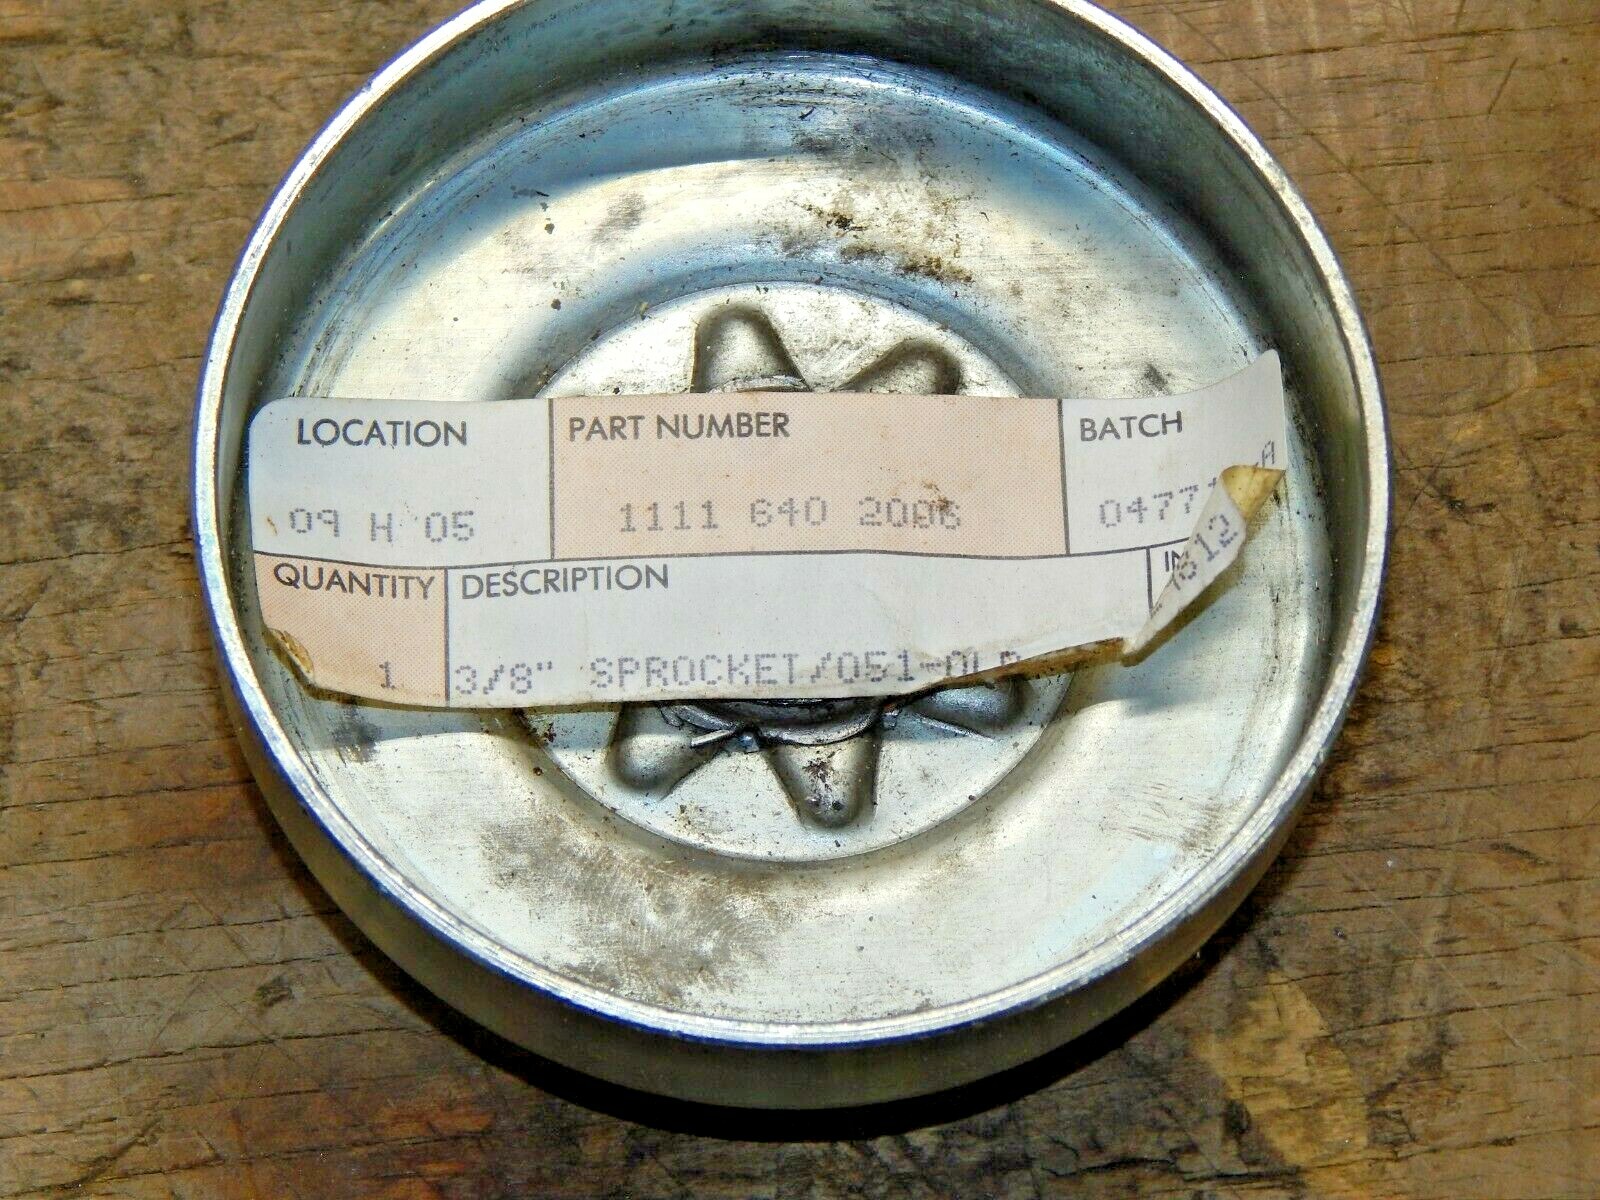 LOCATION PART NUMBER BATCH
09 H 05 1111 640 2006
QUANTITY DESCRIPTION
1 3/8" SPROCKET/051-OLD